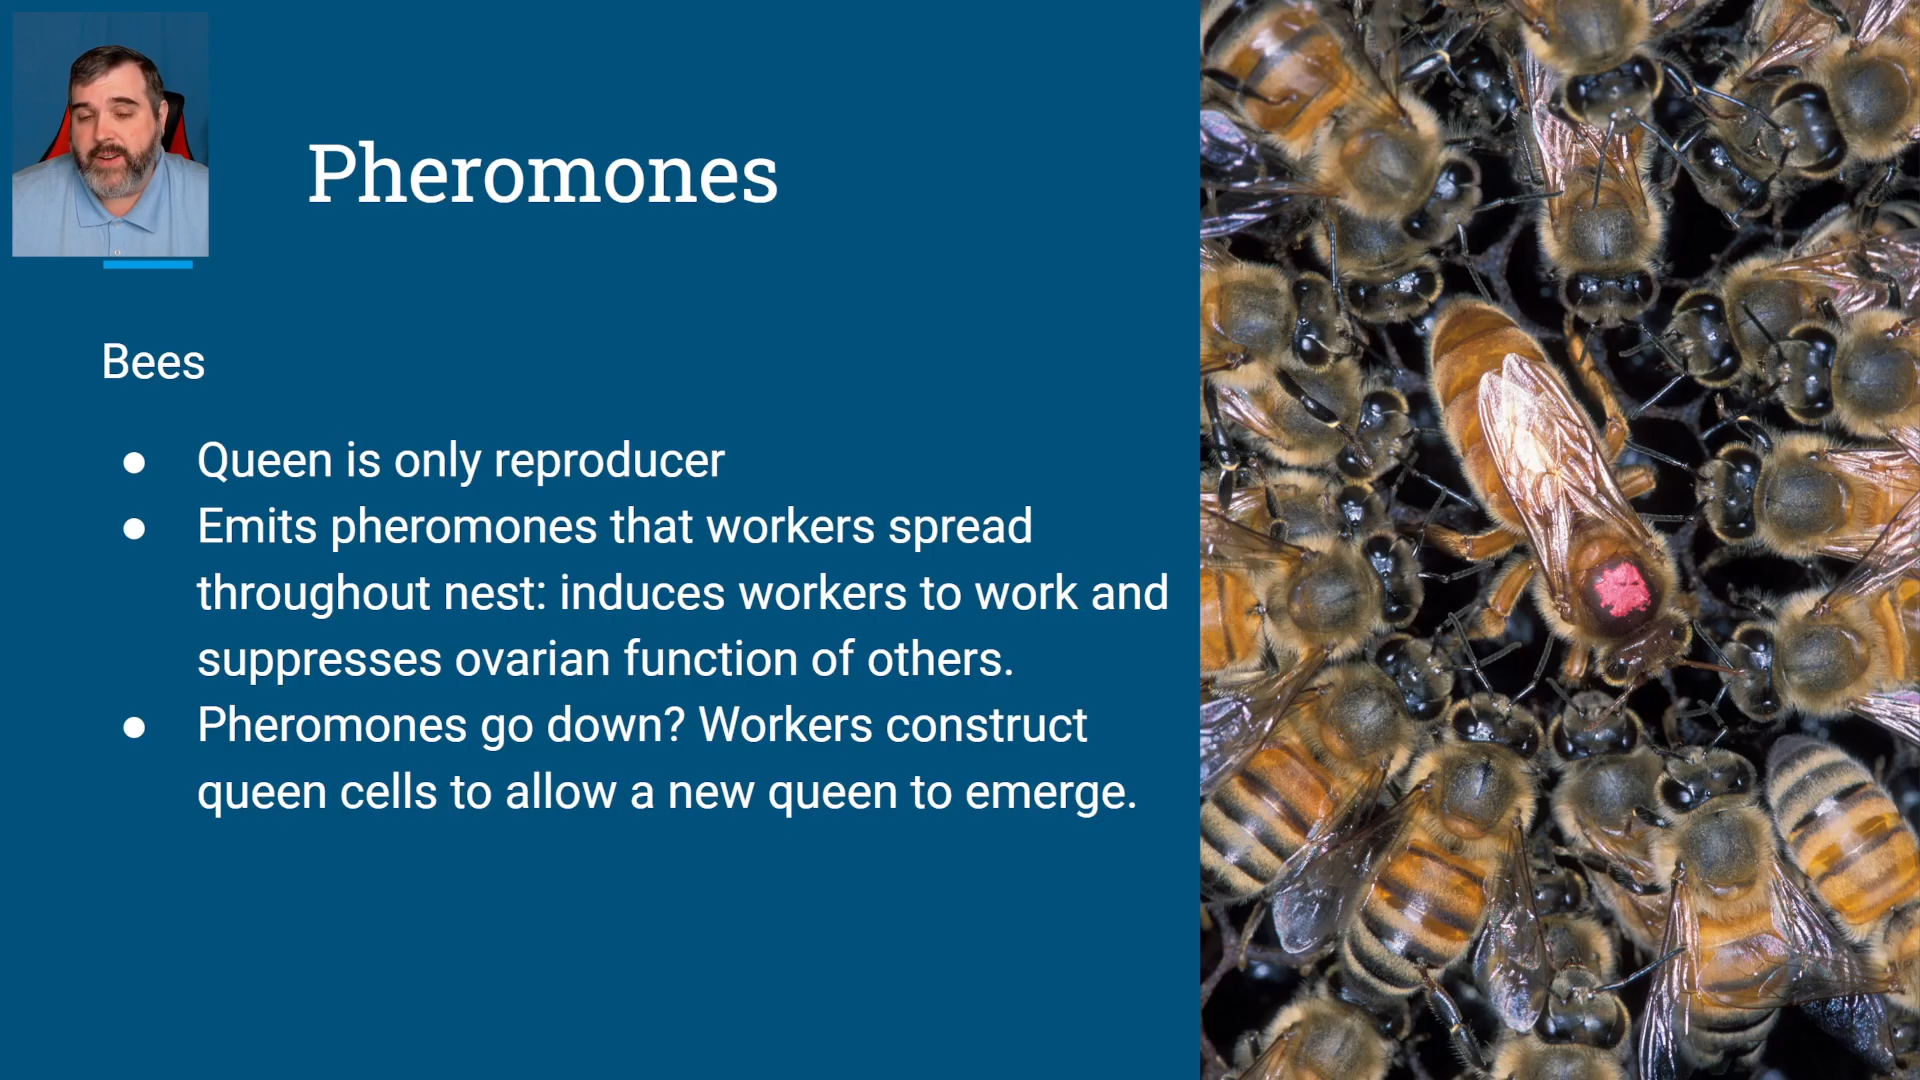 Pheromones
Bees
● Queen is only reproducer
● Emits pheromones that workers spread
throughout nest: induces workers to work and
suppresses ovarian function of others.
● Pheromones go down? Workers construct
queen cells to allow a new queen to emerge.